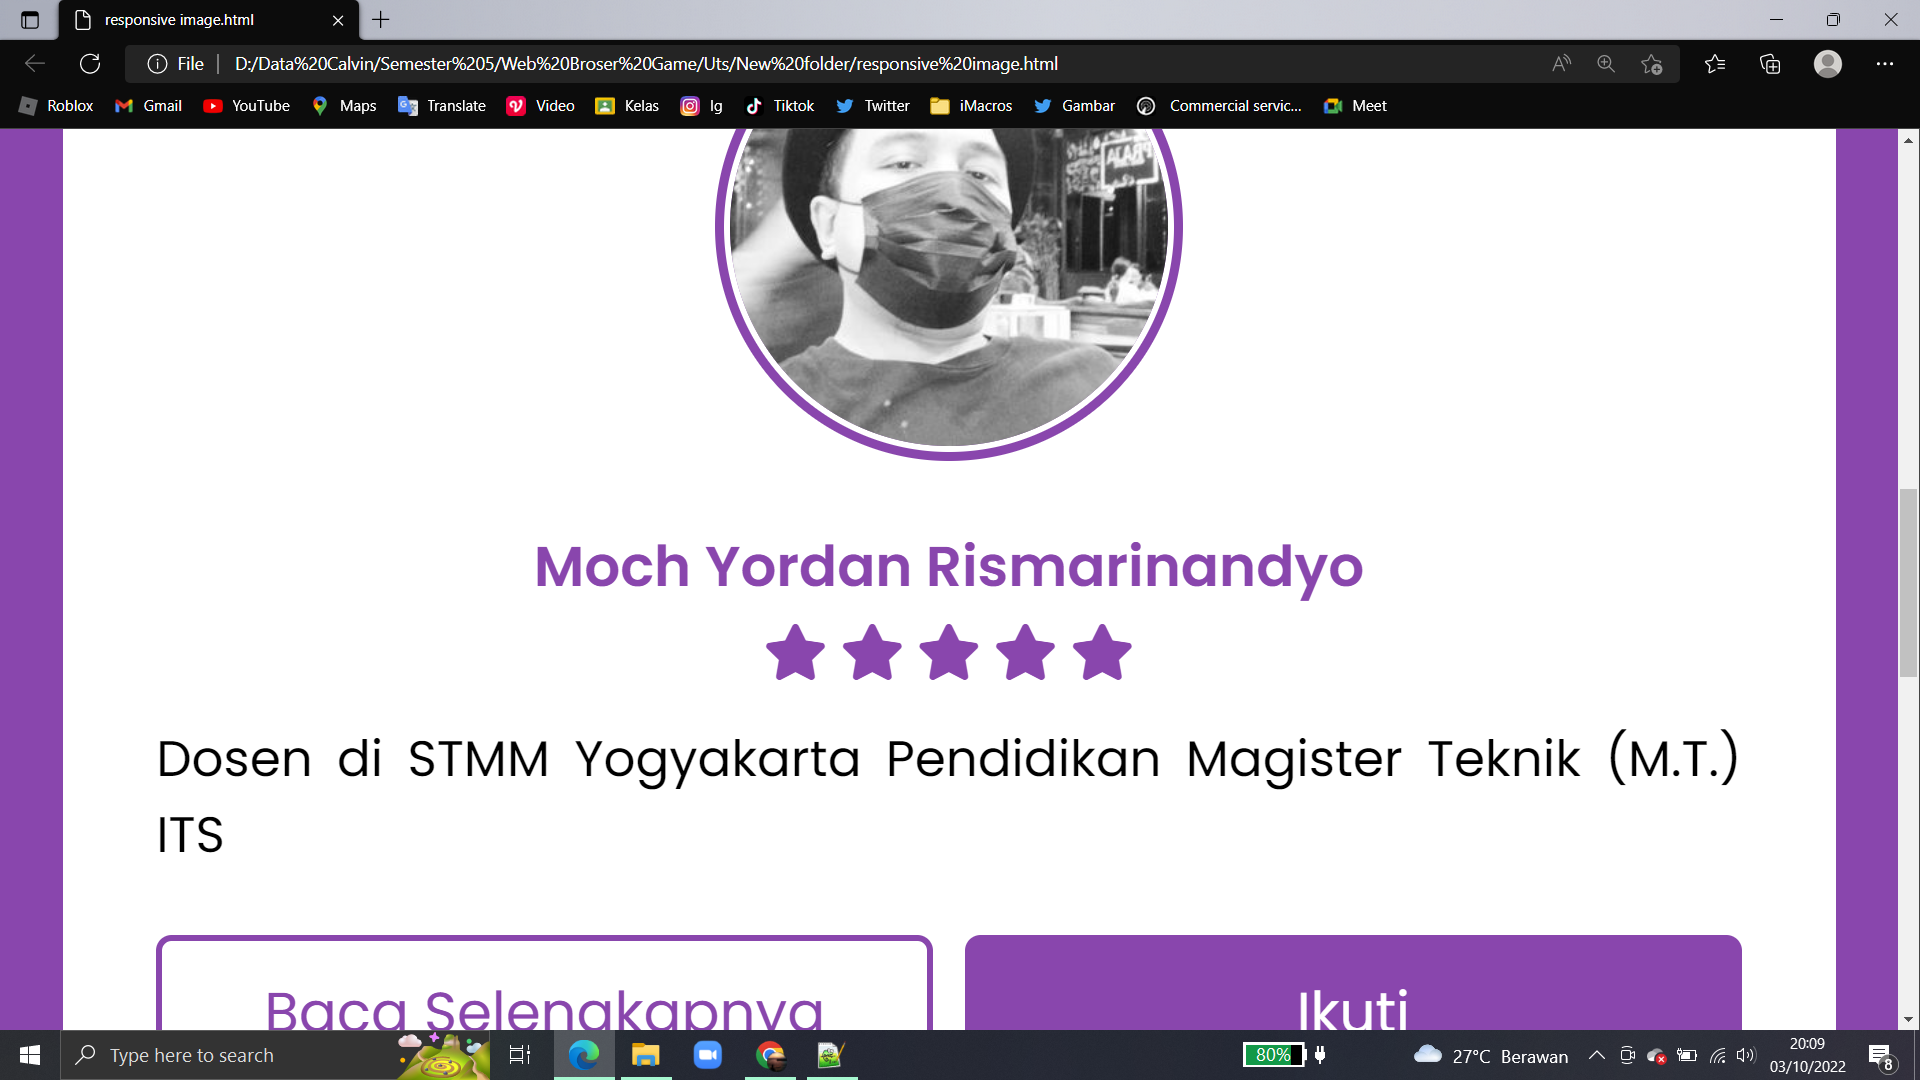 responsive image.html
File
D:/Data%20Calvin/Semester%205/Web%20Broser%20Game/Uts/New%20folder/responsive%20image.html
Roblox Gmail YouTube Maps Translate Video Kelas Ig Tiktok Twitter iMacros Gambar Commercial servic... Meet
Moch Yordan Rismarinandyo
Dosen di STMM Yogyakarta Pendidikan Magister Teknik (M.T.)
ITS
Baca Selengkapnya
Ikuti
Type here to search
80%
27°C Berawan
20:09
03/10/2022
8